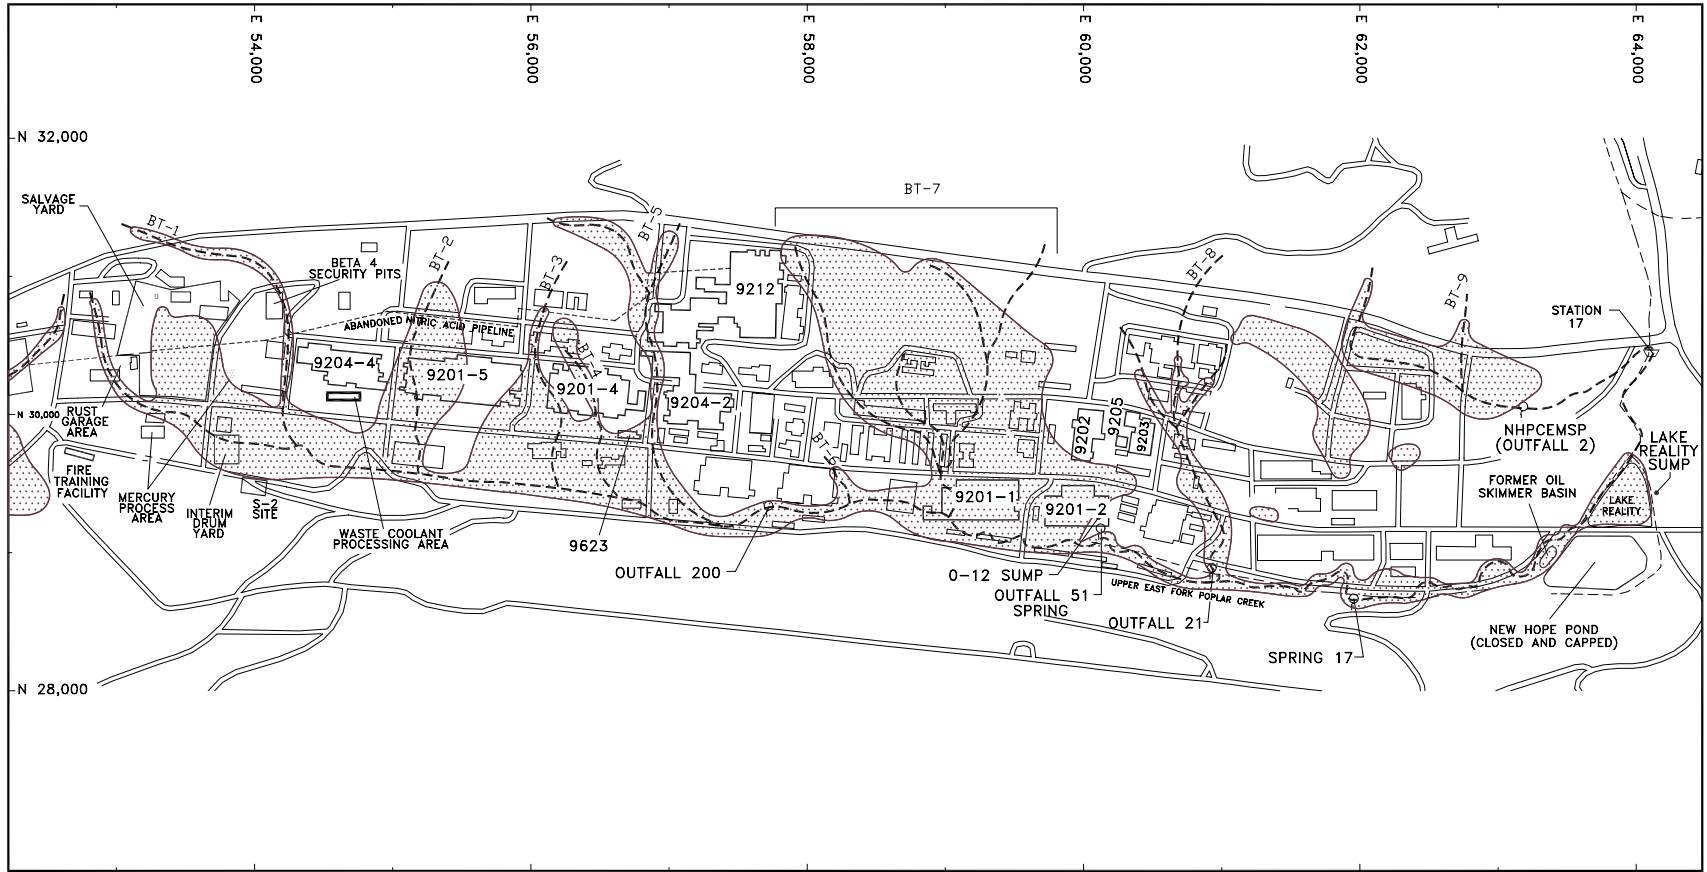 E 54,000
E 56,000
E 58,000
E 60,000
E 62,000
E 64,000
N 32,000
SALVAGE
YARD
BT-1
BT-2
BT-3
BT-4
BT-5
BT-6
BT-7
BT-8
BT-9
BETA 4
SECURITY PITS
ABANDONED NITRIC ACID PIPELINE
9212
STATION
17
9204-4
9201-5
9201-4
9204-2
N 30,000
RUST
GARAGE
AREA
9202
9205
9203
NHPCEMSP
(OUTFALL 2)
LAKE
REALITY
SUMP
FIRE
TRAINING
FACILITY
MERCURY
PROCESS
AREA
INTERIM
DRUM
YARD
S-2
SITE
WASTE COOLANT
PROCESSING AREA
9623
9201-1
9201-2
FORMER OIL
SKIMMER BASIN
LAKE
REALITY
OUTFALL 200
0-12 SUMP
OUTFALL 51
SPRING
UPPER EAST FORK POPLAR CREEK
OUTFALL 21
SPRING 17
NEW HOPE POND
(CLOSED AND CAPPED)
N 28,000